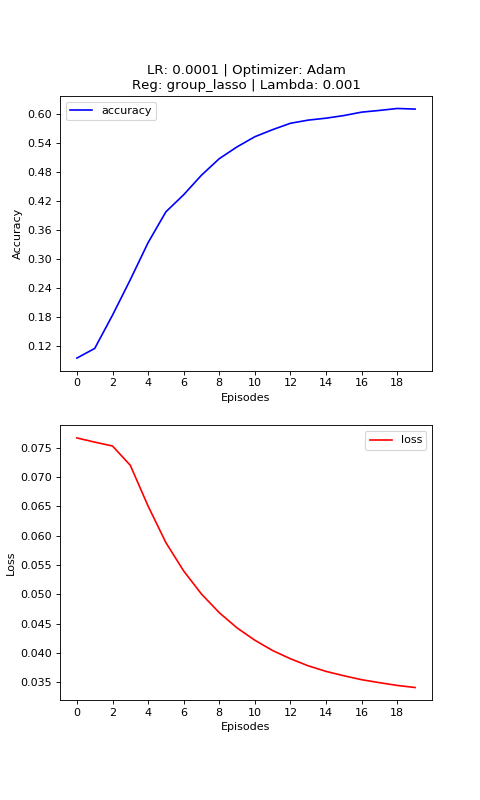 LR: 0.0001 | Optimizer: Adam
Reg: group_lasso | Lambda: 0.001
accuracy
0.60
0.54
0.48
0.42
0.36
0.30
0.24
0.18
0.12
Accuracy
0 2 4 6 8 10 12 14 16 18
Episodes
loss
0.075
0.070
0.065
0.060
0.055
0.050
0.045
0.040
0.035
Loss
0 2 4 6 8 10 12 14 16 18
Episodes